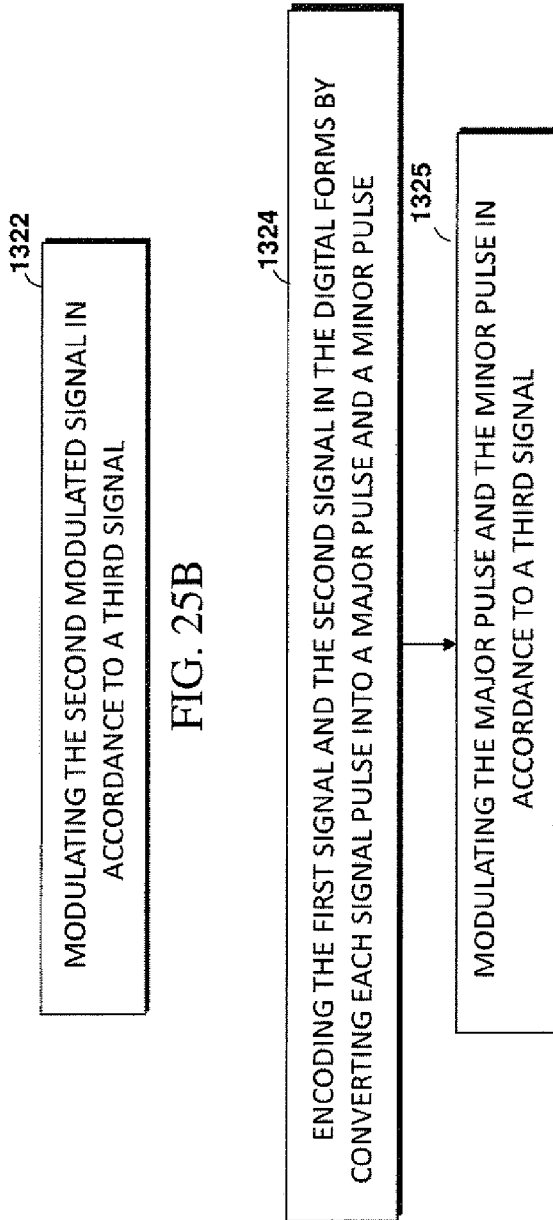 1322
MODULATING THE SECOND MODULATED SIGNAL IN
ACCORDANCE TO A THIRD SIGNAL
FIG. 25B
1324
ENCODING THE FIRST SIGNAL AND THE SECOND SIGNAL IN THE DIGITAL FORMS BY
CONVERTING EACH SIGNAL PULSE INTO A MAJOR PULSE AND A MINOR PULSE
1325
MODULATING THE MAJOR PULSE AND THE MINOR PULSE IN
ACCORDANCE TO A THIRD SIGNAL